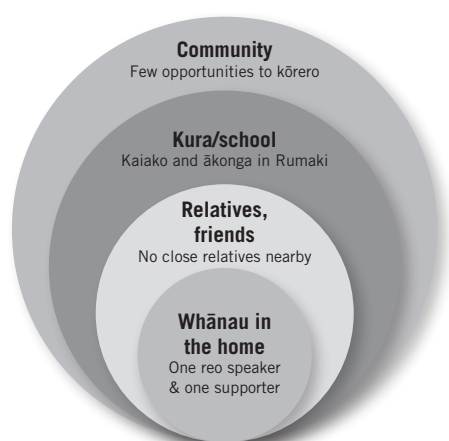 Community
Few opportunities to kōrero
Kura/school
Kaiako and ākonga in Rumaki
Relatives,
friends
No close relatives nearby
Whānau in
the home
One reo speaker
& one supporter